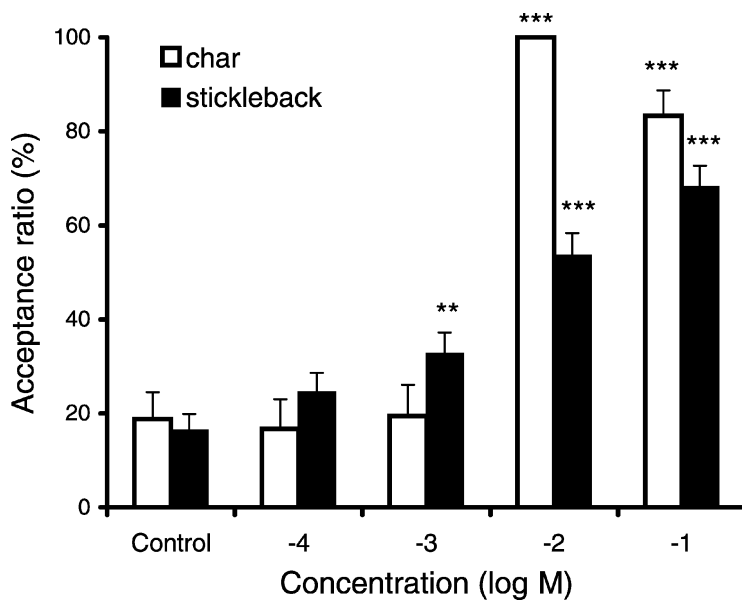 ***
100
char
***
stickleback
80
***
60
***
40
**
20
0
Acceptance ratio (%)
Control -4 -3 -2 -1
Concentration (log M)